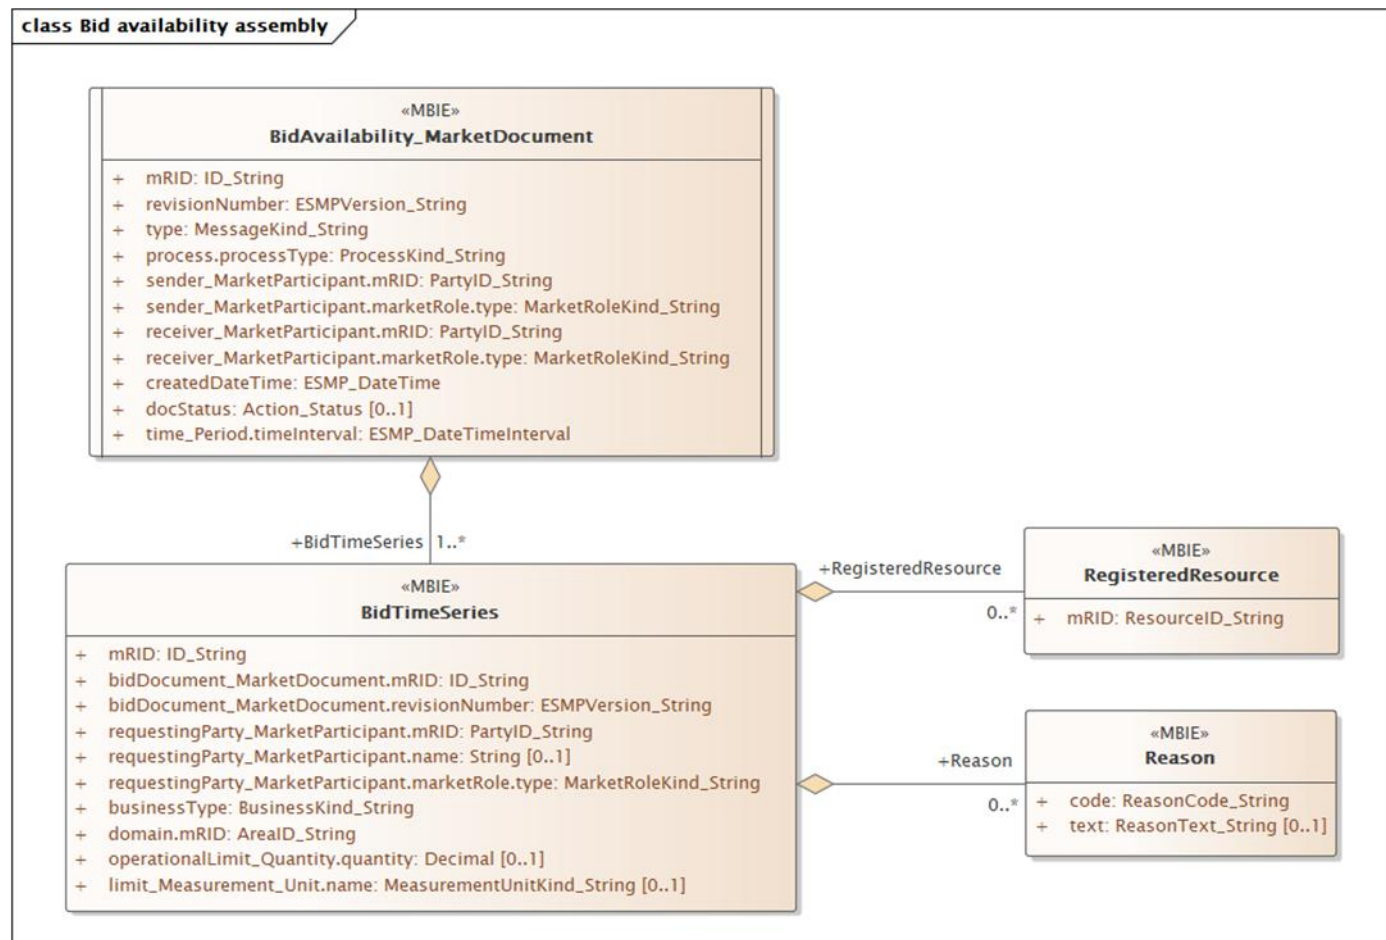 class Bid availability assembly
«MBIE»
BidAvailability_MarketDocument
+ mRID: ID_String
+ revisionNumber: ESMPVersion_String
+ type: MessageKind_String
+ process.processType: ProcessKind_String
+ sender_MarketParticipant.mRID: PartyID_String
+ sender_MarketParticipant.marketRole.type: MarketRoleKind_String
+ receiver_MarketParticipant.mRID: PartyID_String
+ receiver_MarketParticipant.marketRole.type: MarketRoleKind_String
+ createdDateTime: ESMP_DateTime
+ docStatus: Action_Status [0..1]
+ time_Period.timeInterval: ESMP_DateTimeInterval
+BidTimeSeries 1..*
«MBIE»
BidTimeSeries
+ mRID: ID_String
+ bidDocument_MarketDocument.mRID: ID_String
+ bidDocument_MarketDocument.revisionNumber: ESMPVersion_String
+ requestingParty_MarketParticipant.mRID: PartyID_String
+ requestingParty_MarketParticipant.name: String [0..1]
+ requestingParty_MarketParticipant.marketRole.type: MarketRoleKind_String
+ businessType: BusinessKind_String
+ domain.mRID: AreaID_String
+ operationalLimit_Quantity.quantity: Decimal [0..1]
+ limit_Measurement_Unit.name: MeasurementUnitKind_String [0..1]
+RegisteredResource
0..*
«MBIE»
RegisteredResource
+ mRID: ResourceID_String
+Reason
0..*
«MBIE»
Reason
+ code: ReasonCode_String
+ text: ReasonText_String [0..1]